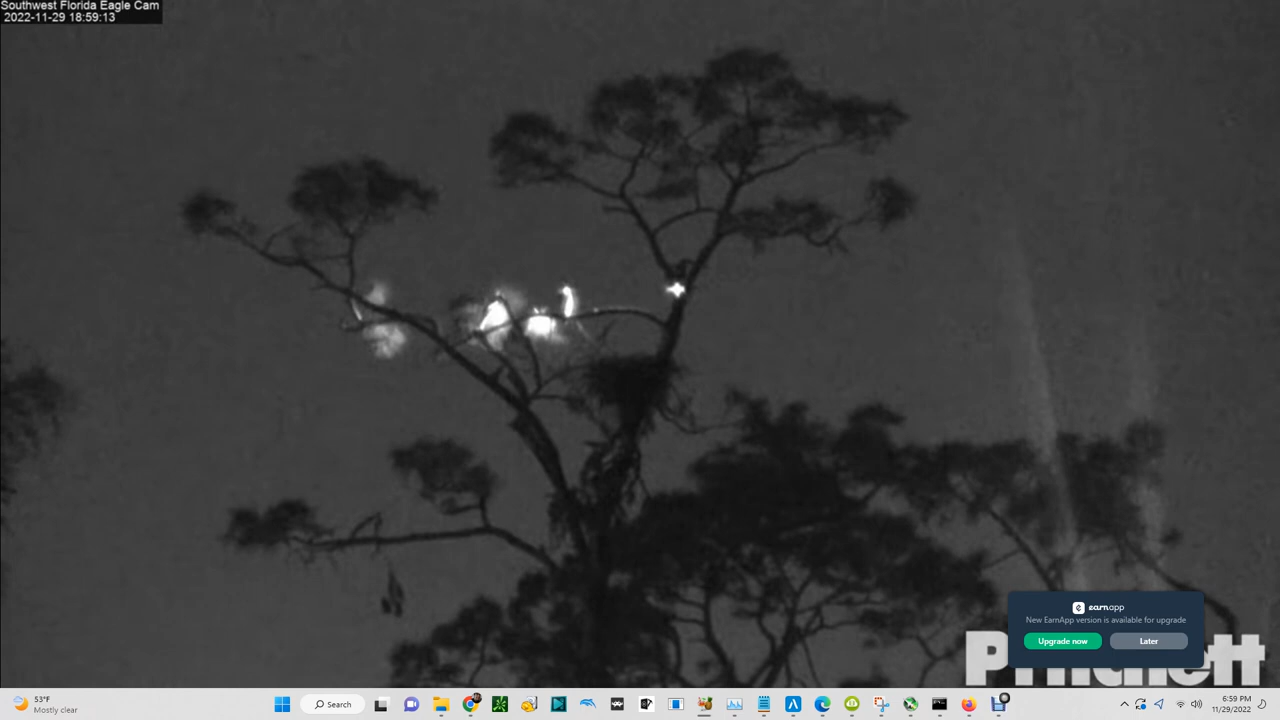 Southwest Florida Eagle Cam
2022-11-29 18:59:13
earnapp
New EarnApp version is available for upgrade
Upgrade now
Later
53°F
Mostly clear
Search
6:59 PM
11/29/2022